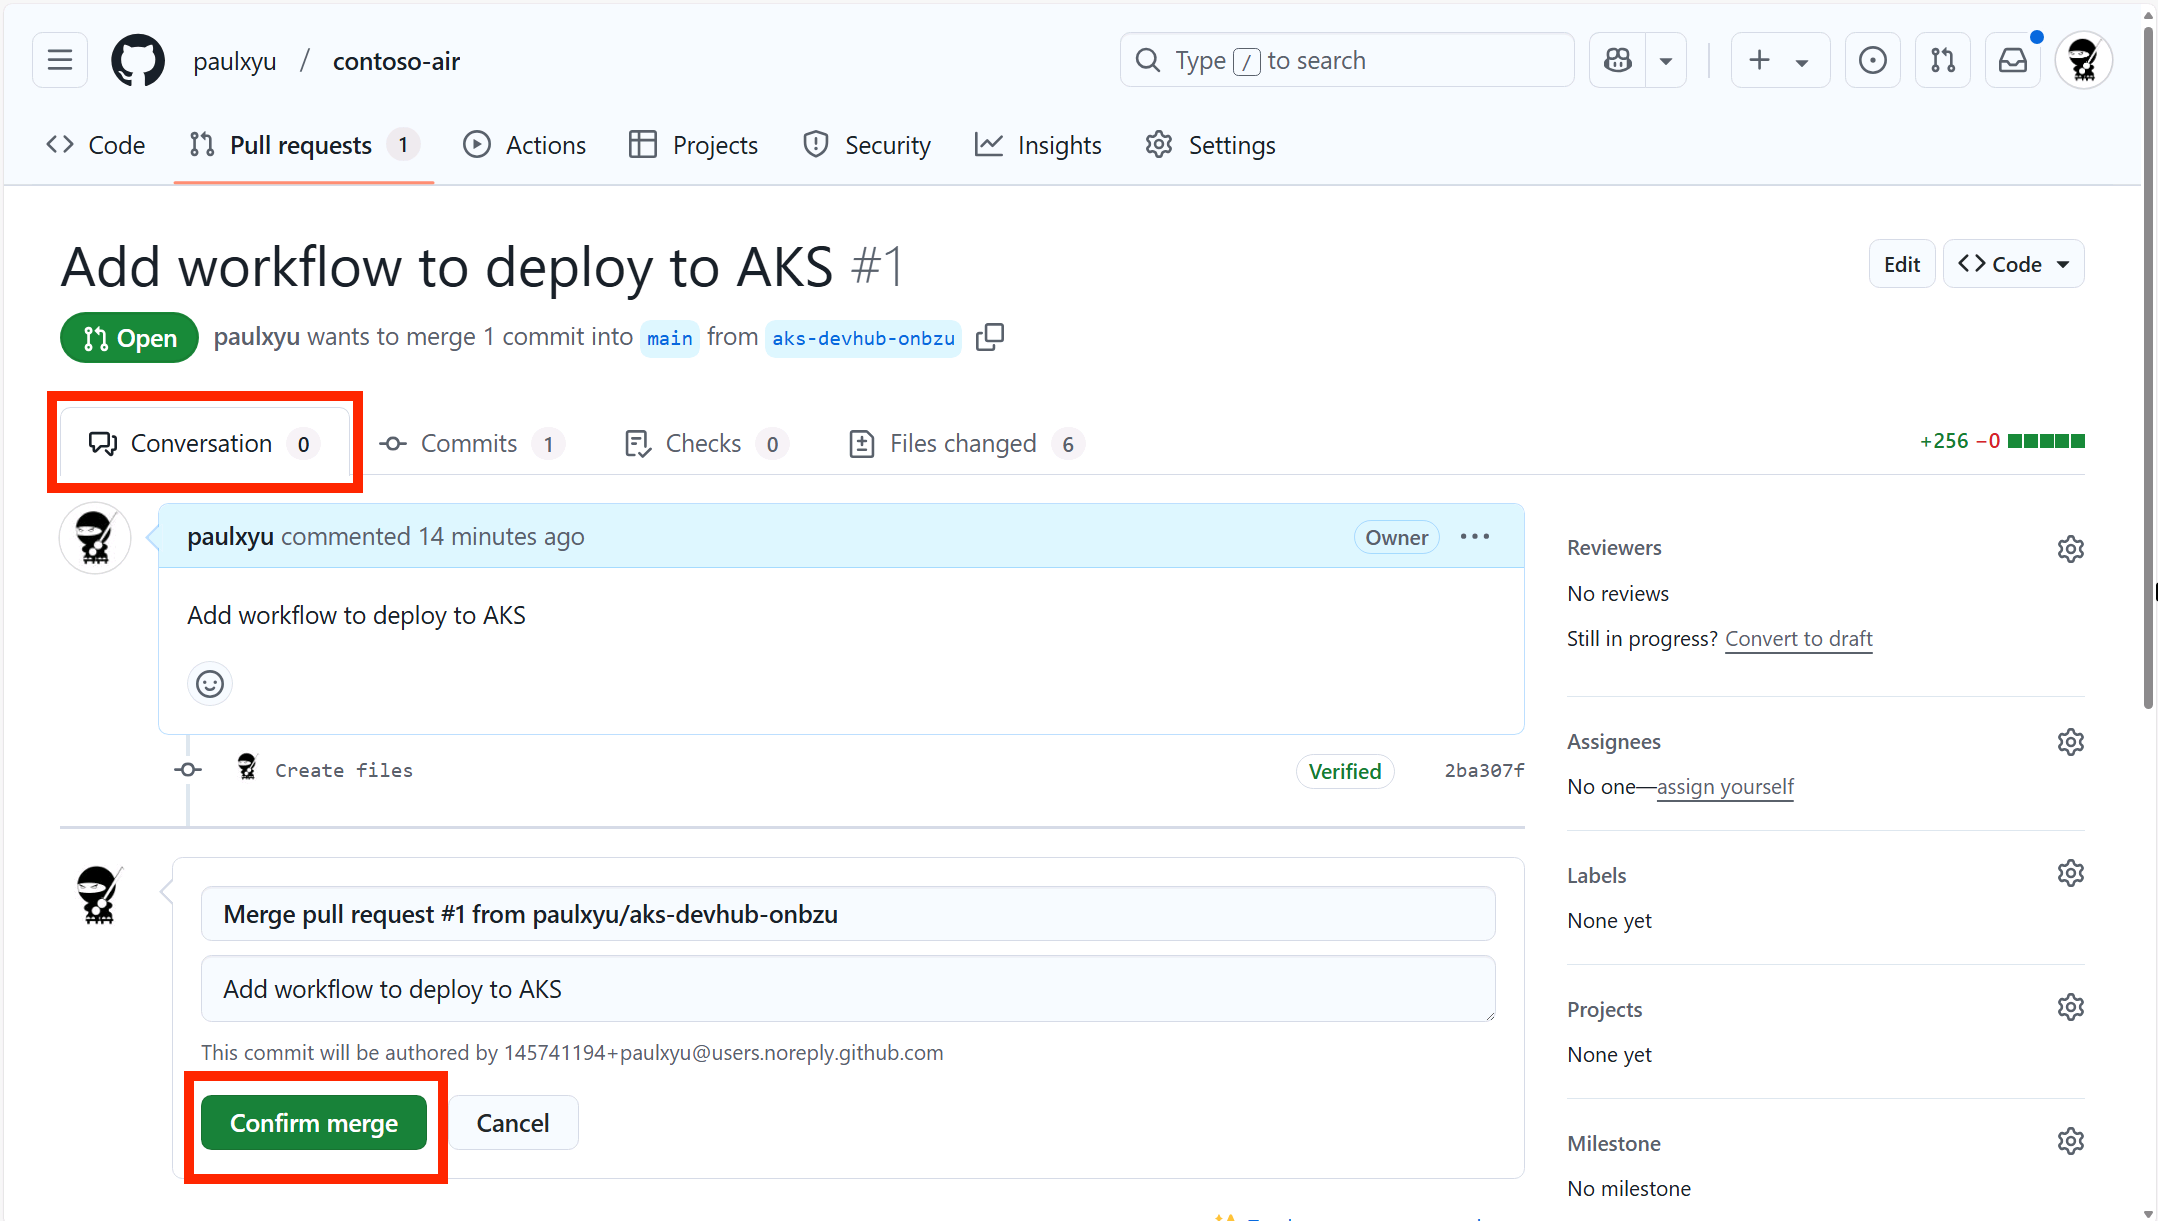 paulxyu / contoso-air
Type / to search
Code
Pull requests 1
Actions
Projects
Security
Insights
Settings
Add workflow to deploy to AKS #1
Edit
Code
Open
paulxyu wants to merge 1 commit into main from aks-devhub-onbzu
Conversation 0
Commits 1
Checks 0
Files changed 6
+256 −0
paulxyu commented 14 minutes ago
Owner
Add workflow to deploy to AKS
Create files
Verified
2ba307f
Merge pull request #1 from paulxyu/aks-devhub-onbzu
Add workflow to deploy to AKS
This commit will be authored by 145741194+paulxyu@users.noreply.github.com
Confirm merge
Cancel
Reviewers
No reviews
Still in progress? Convert to draft
Assignees
No one—assign yourself
Labels
None yet
Projects
None yet
Milestone
No milestone